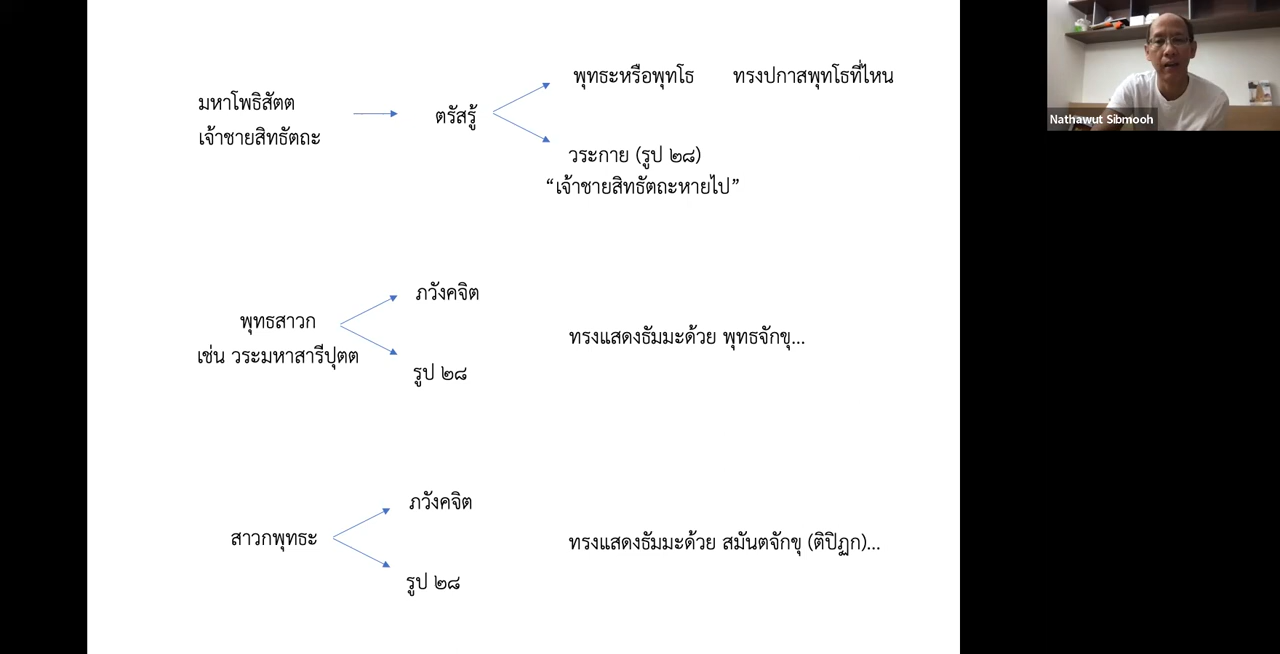 พุทธะหรือพุทโธ ทรงปกาสพุทโธที่ไหน
มหาโพธิสัตต
ตรัสรู้
เจ้าชายสิทธัตถะ
วระกาย (รูป ๒๘)
“เจ้าชายสิทธัตถะหายไป”
ภวังคจิต
พุทธสาวก
ทรงแสดงธัมมะด้วย พุทธจักขุ...
เช่น วระมหาสารีปุตต
รูป ๒๘
ภวังคจิต
สาวกพุทธะ
ทรงแสดงธัมมะด้วย สมันตจักขุ (ติปิฏก)...
รูป ๒๘
Nathawut Sibmooh